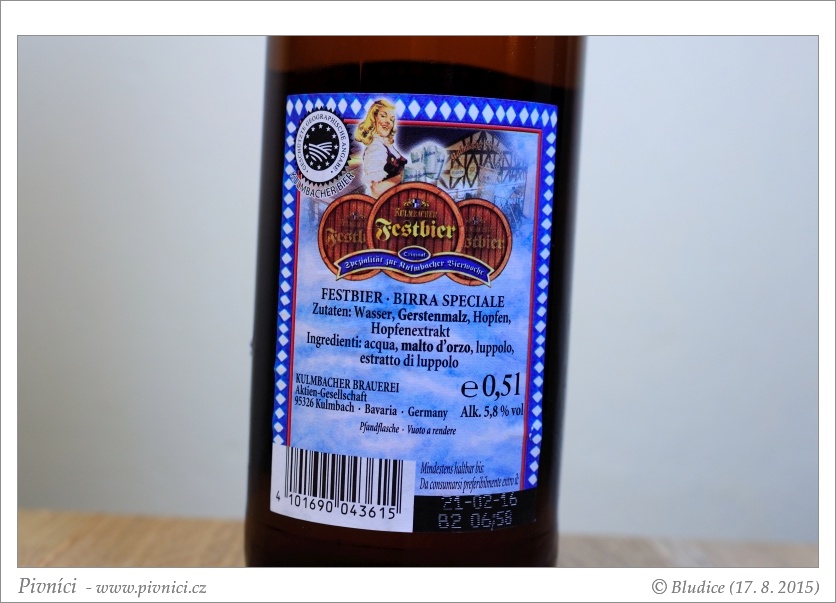 GESCHÜTZTE GEOGRAPHISCHE ANGABE
KULMBACHER BIER
KULMBACHER
Festbier
Original
Spezialität zur Kulmbacher Bierwoche
FESTBIER · BIRRA SPECIALE
Zutaten: Wasser, Gerstenmalz, Hopfen,
Hopfenextrakt
Ingredienti: acqua, malto d'orzo, luppolo,
estratto di luppolo
KULMBACHER BRAUEREI
Aktien-Gesellschaft
95326 Kulmbach · Bavaria · Germany
℮ 0,5l
Alk. 5,8 % vol
Pfandflasche · Vuoto a rendere
Mindestens haltbar bis:
Da consumarsi preferibilmente entro il:
21-02-16
B2 06/58
4 101690 043615
Pivníci - www.pivnici.cz
© Bludice (17. 8. 2015)